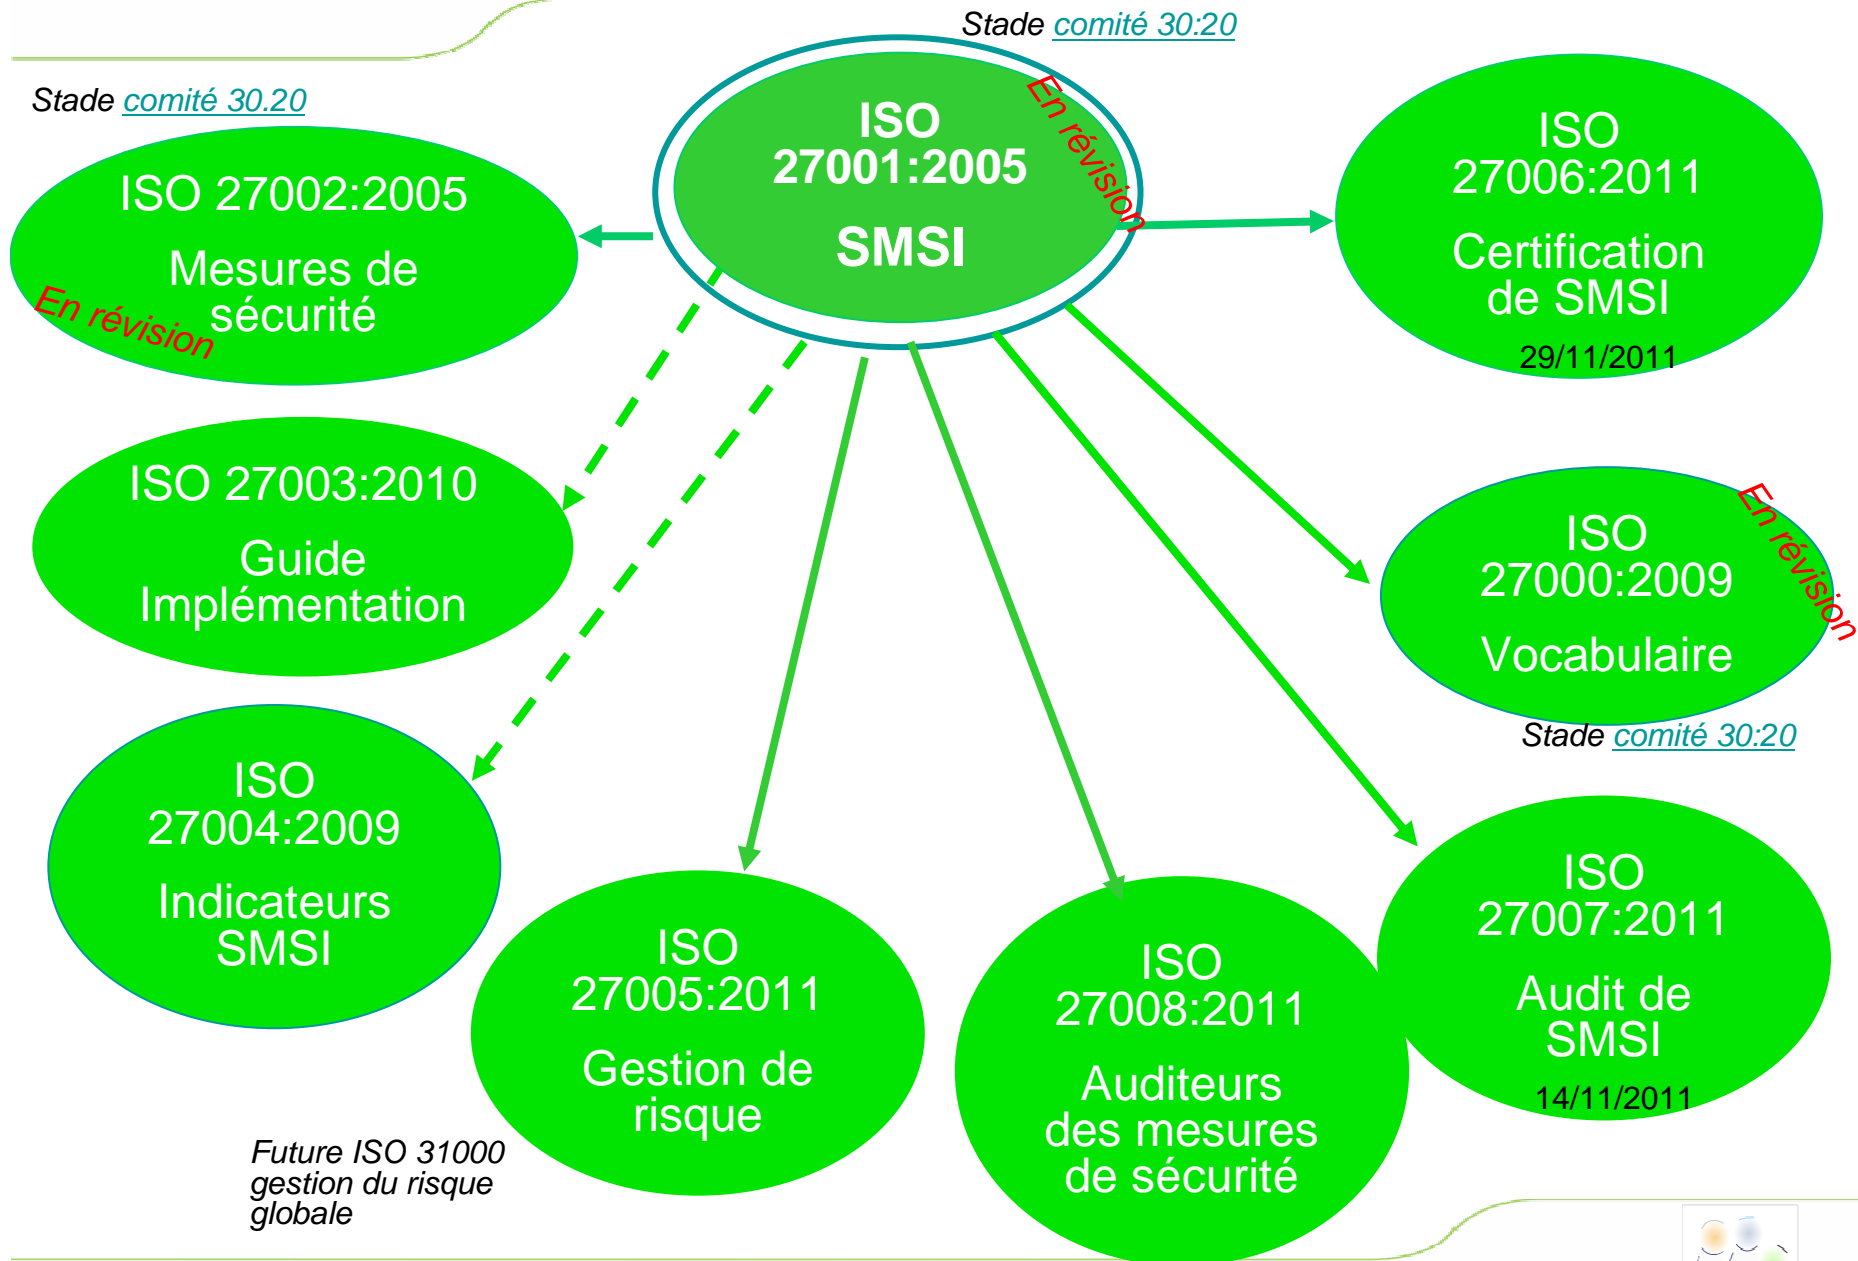 Stade comité 30:20
Stade comité 30.20
ISO
27001:2005
SMSI
En révision
ISO 27002:2005
Mesures de
sécurité
En révision
ISO
27006:2011
Certification
de SMSI
29/11/2011
ISO 27003:2010
Guide
Implémentation
ISO
27000:2009
Vocabulaire
En révision
Stade comité 30:20
ISO
27004:2009
Indicateurs
SMSI
ISO
27005:2011
Gestion de
risque
ISO
27008:2011
Auditeurs
des mesures
de sécurité
ISO
27007:2011
Audit de
SMSI
14/11/2011
Future ISO 31000
gestion du risque
globale